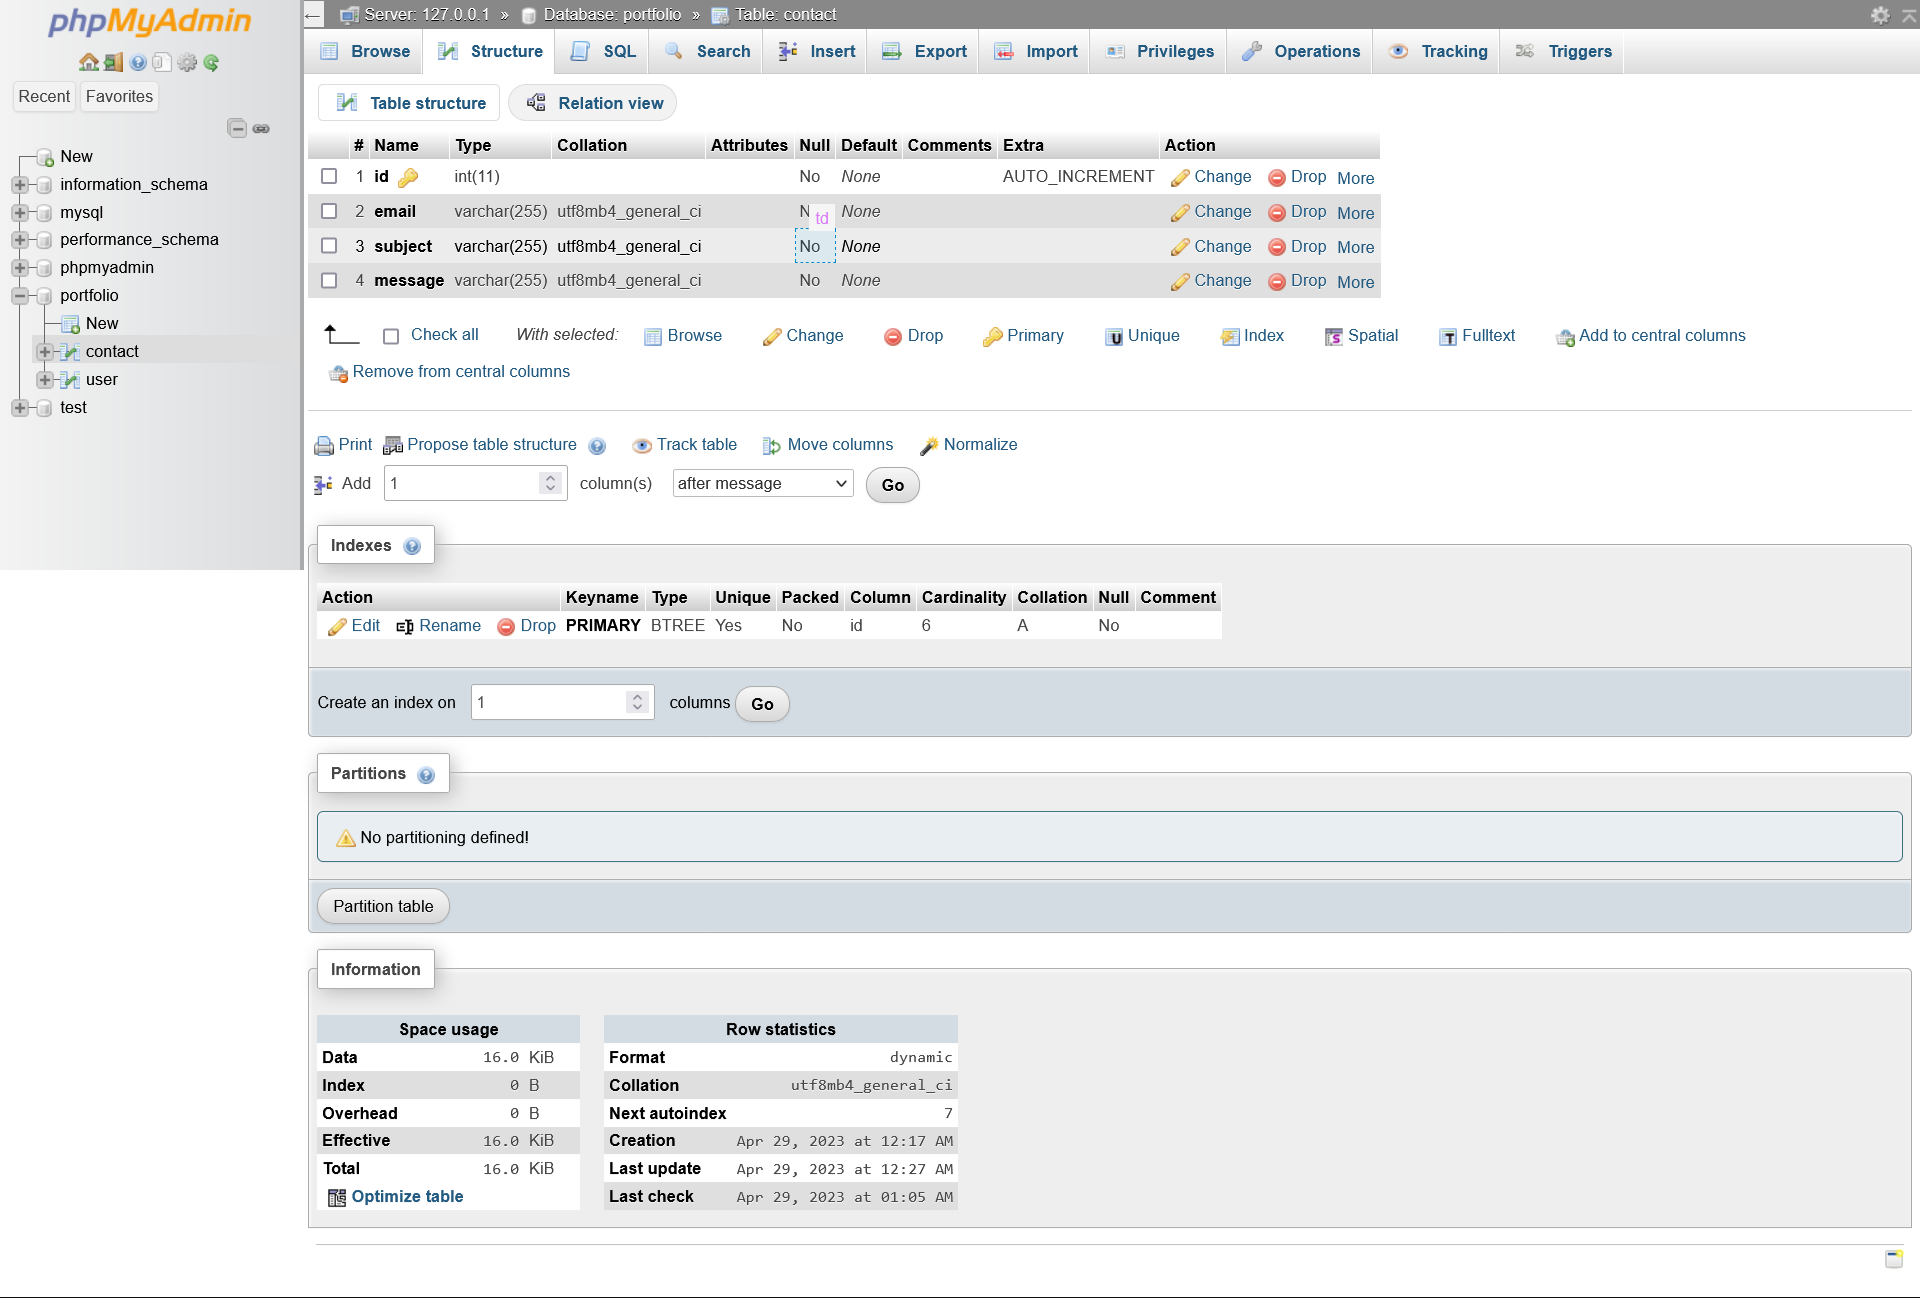 phpMyAdmin
Recent Favorites
New
information_schema
mysql
performance_schema
phpmyadmin
portfolio
New
contact
user
test
Server: 127.0.0.1 » Database: portfolio » Table: contact
Browse Structure SQL Search Insert Export Import Privileges Operations Tracking Triggers
Table structure Relation view
# Name Type Collation Attributes Null Default Comments Extra Action
1 id int(11) No None AUTO_INCREMENT Change Drop More
2 email varchar(255) utf8mb4_general_ci N None Change Drop More
td
3 subject varchar(255) utf8mb4_general_ci No None Change Drop More
4 message varchar(255) utf8mb4_general_ci No None Change Drop More
Check all With selected: Browse Change Drop Primary Unique Index Spatial Fulltext Add to central columns
Remove from central columns
Print Propose table structure Track table Move columns Normalize
Add 1 column(s) after message Go
Indexes
Action Keyname Type Unique Packed Column Cardinality Collation Null Comment
Edit Rename Drop PRIMARY BTREE Yes No id 6 A No
Create an index on 1 columns Go
Partitions
No partitioning defined!
Partition table
Information
Space usage
Data 16.0 KiB
Index 0 B
Overhead 0 B
Effective 16.0 KiB
Total 16.0 KiB
Optimize table
Row statistics
Format dynamic
Collation utf8mb4_general_ci
Next autoindex 7
Creation Apr 29, 2023 at 12:17 AM
Last update Apr 29, 2023 at 12:27 AM
Last check Apr 29, 2023 at 01:05 AM